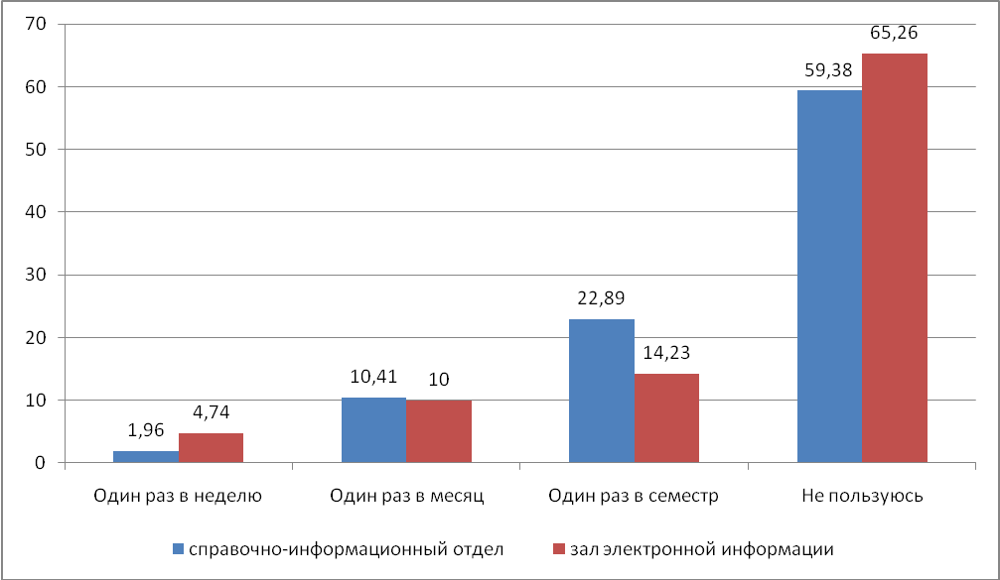 70
60
50
40
30
20
10
0
1,96
4,74
10,41
10
22,89
14,23
59,38
65,26
Один раз в неделю
Один раз в месяц
Один раз в семестр
Не пользуюсь
справочно-информационный отдел
зал электронной информации